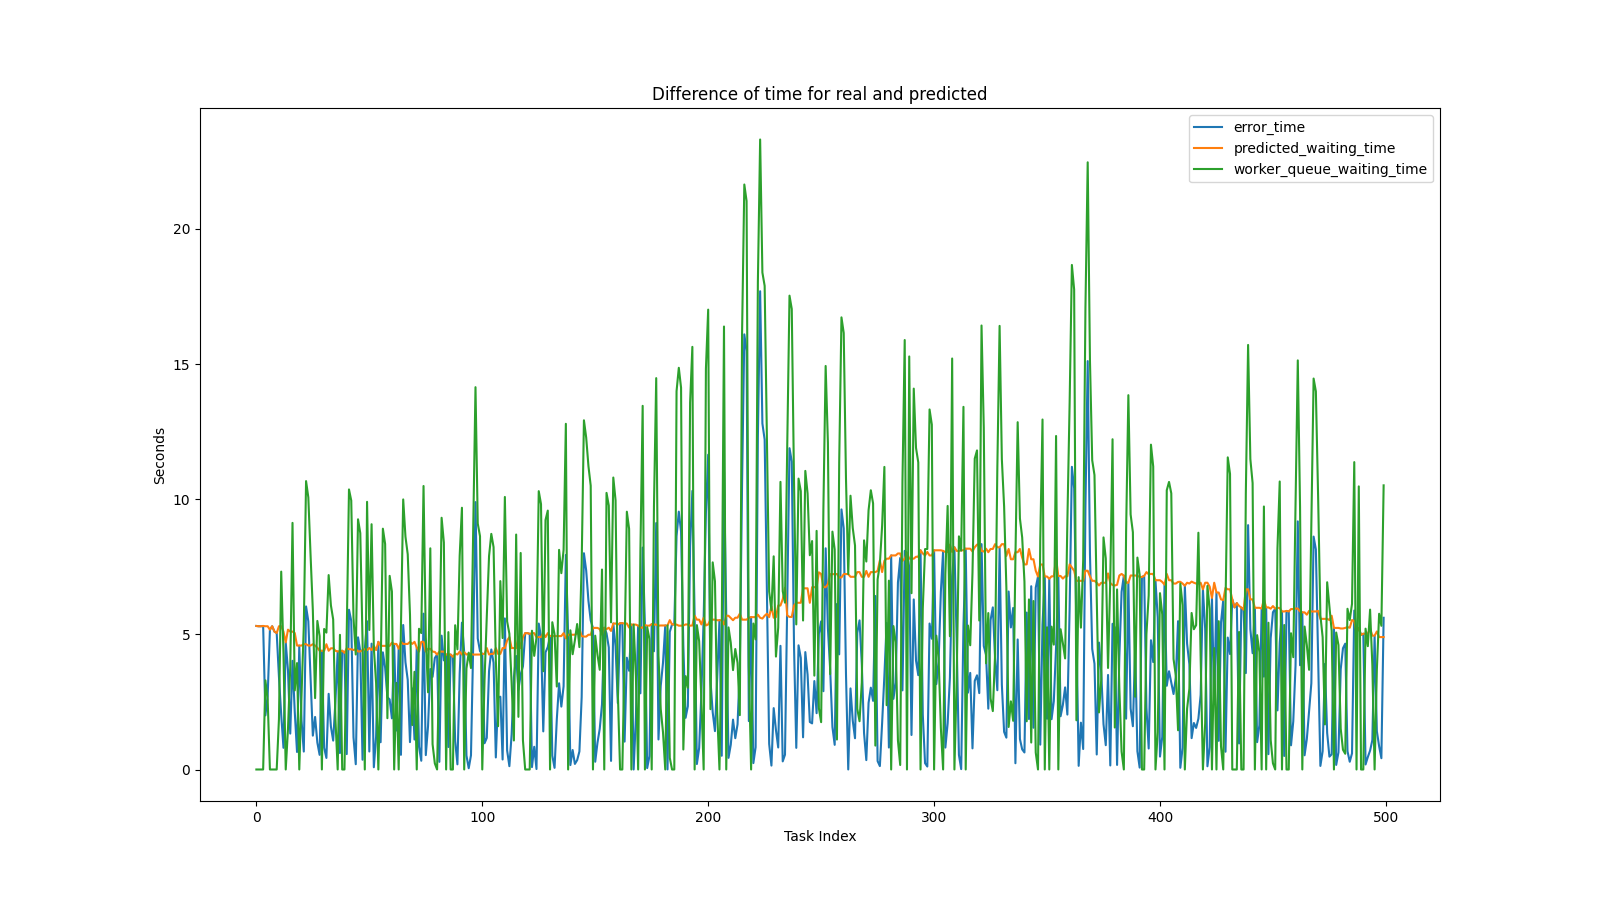 Difference of time for real and predicted
error_time
predicted_waiting_time
worker_queue_waiting_time
Seconds
20
15
10
5
0
0 100 200 300 400 500
Task Index